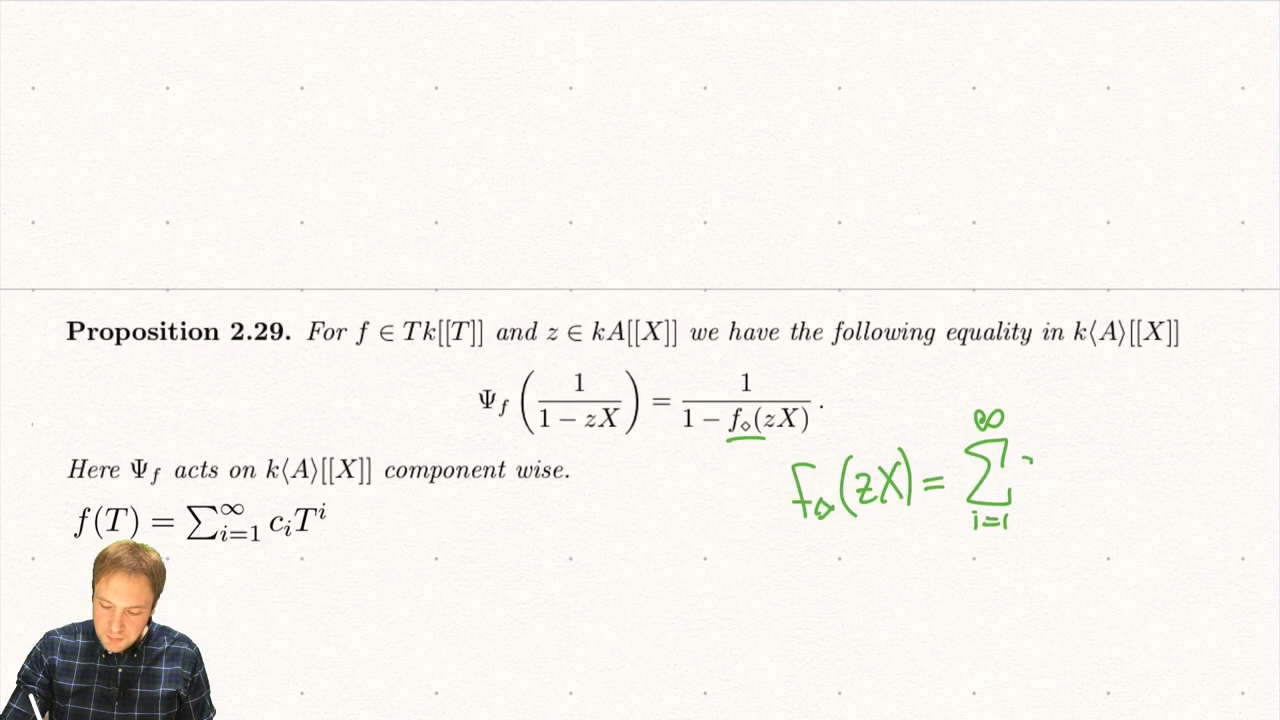 Proposition 2.29. For f ∈ Tk[[T]] and z ∈ kA[[X]] we have the following equality in k⟨A⟩[[X]]
Ψ_f ( 1 / (1 − zX) ) = 1 / (1 − f_⋄(zX)) .
Here Ψ_f acts on k⟨A⟩[[X]] component wise.
f(T) = ∑_{i=1}^{∞} c_i T^i
f_⋄(zX) = ∑_{i=1}^{∞}